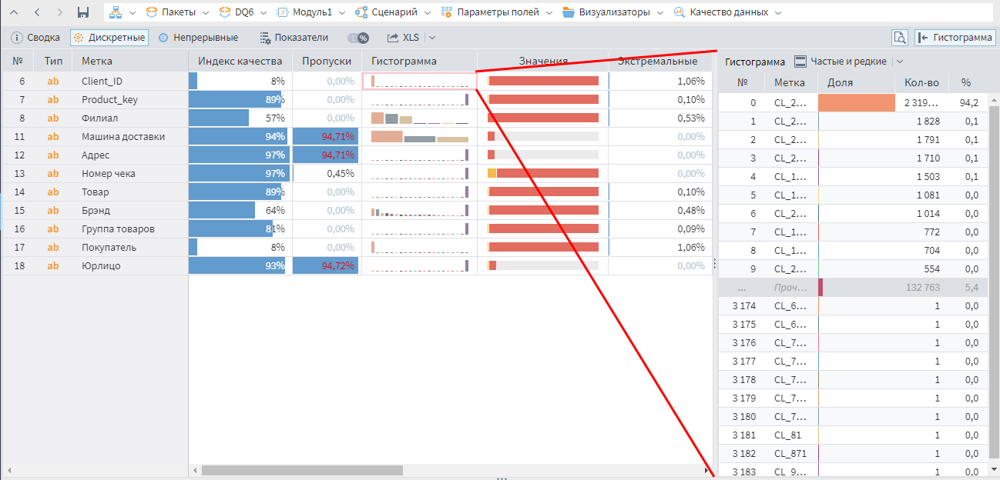 Пакеты DQ6 Модуль1 Сценарий Параметры полей Визуализаторы Качество данных
Сводка Дискретные Непрерывные Показатели 1 % XLS Гистограмма
№ Тип Метка Индекс качества Пропуски Гистограмма Значения Экстремальные
6 ab Client_ID 8% 0,00% 1,06%
7 ab Product_key 89% 0,00% 0,10%
8 ab Филиал 57% 0,00% 0,53%
11 ab Машина доставки 94% 94,71% 0,00%
12 ab Адрес 97% 94,71% 0,00%
13 ab Номер чека 97% 0,45% 0,00%
14 ab Товар 89% 0,00% 0,10%
15 ab Брэнд 64% 0,00% 0,48%
16 ab Группа товаров 81% 0,00% 0,09%
17 ab Покупатель 8% 0,00% 1,06%
18 ab Юрлицо 93% 94,72% 0,00%
Гистограмма Частые и редкие
№ Метка Доля Кол-во %
0 CL_2... 2 319... 94,2
1 CL_2... 1 828 0,1
2 CL_2... 1 791 0,1
3 CL_2... 1 710 0,1
4 CL_1... 1 503 0,1
5 CL_1... 1 081 0,0
6 CL_2... 1 014 0,0
7 CL_1... 772 0,0
8 CL_1... 704 0,0
9 CL_2... 554 0,0
... Проч... 132 763 5,4
3 174 CL_6... 1 0,0
3 175 CL_6... 1 0,0
3 176 CL_7... 1 0,0
3 177 CL_7... 1 0,0
3 178 CL_7... 1 0,0
3 179 CL_7... 1 0,0
3 180 CL_7... 1 0,0
3 181 CL_81 1 0,0
3 182 CL_871 1 0,0
3 183 CL_9... 1 0,0